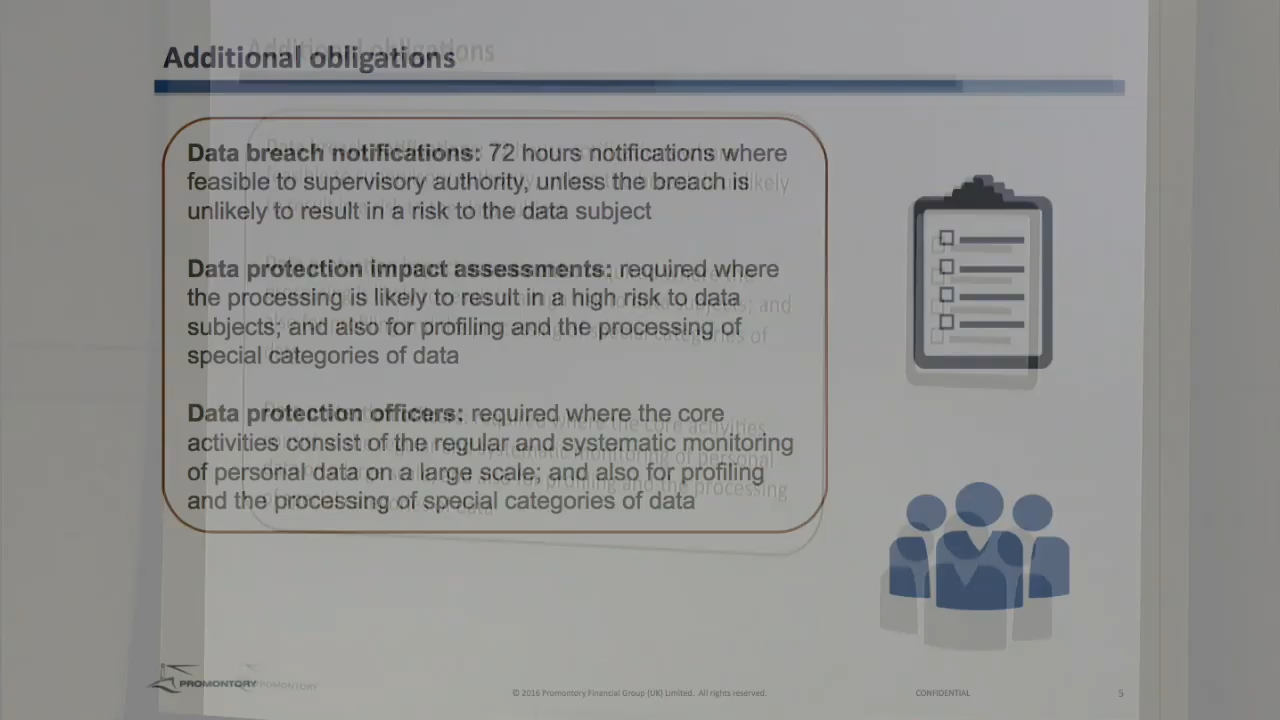 Additional obligations
Data breach notifications: 72 hours notifications where
feasible to supervisory authority, unless the breach is
unlikely to result in a risk to the data subject
Data protection impact assessments: required where
the processing is likely to result in a high risk to data
subjects; and also for profiling and the processing of
special categories of data
Data protection officers: required where the core
activities consist of the regular and systematic monitoring
of personal data on a large scale; and also for profiling
and the processing of special categories of data
PROMONTORY
© 2016 Promontory Financial Group (UK) Limited. All rights reserved.
CONFIDENTIAL
5